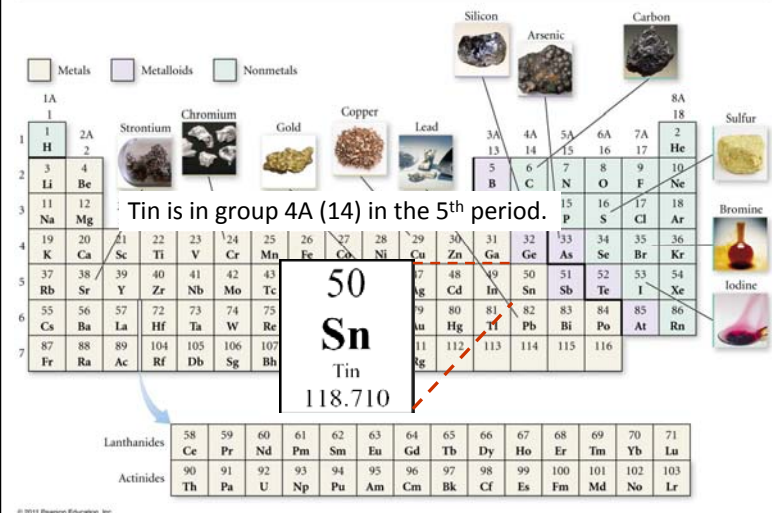 Silicon
Carbon
Arsenic
Metals Metalloids Nonmetals
1A 8A
1 18
Chromium Copper
Sulfur
Strontium Gold Lead
2A 3A 4A 5A 6A 7A
2 13 14 15 16 17
1 1 2
H He
2 3 4 5 6 7 8 9 10
Li Be B C N O F Ne
Tin is in group 4A (14) in the 5th period.
3 11 12 15 16 17 18
Na Mg P S Cl Ar
Bromine
4 19 20 21 22 23 24 25 26 27 28 29 30 31 32 33 34 35 36
K Ca Sc Ti V Cr Mn Fe Co Ni Cu Zn Ga Ge As Se Br Kr
Iodine
5 37 38 39 40 41 42 43 48 49 50 51 52 53 54
Rb Sr Y Zr Nb Mo Tc Cd In Sn Sb Te I Xe
6 55 56 57 72 73 74 75 80 81 82 83 84 85 86
Cs Ba La Hf Ta W Re Hg Tl Pb Bi Po At Rn
7 87 88 89 104 105 106 107 112 113 114 115 116
Fr Ra Ac Rf Db Sg Bh Rg
50
Sn
Tin
118.710
Lanthanides 58 59 60 61 62 63 64 65 66 67 68 69 70 71
Ce Pr Nd Pm Sm Eu Gd Tb Dy Ho Er Tm Yb Lu
Actinides 90 91 92 93 94 95 96 97 98 99 100 101 102 103
Th Pa U Np Pu Am Cm Bk Cf Es Fm Md No Lr
© 2011 Pearson Education, Inc.